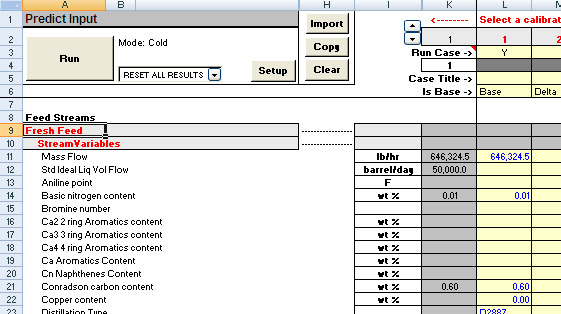 A B H I K L M
1 Predict Input Import <-------- Select a calibrat
2 Mode: Cold Copy 1 1 2
Run
3 Run Case -> Y
4 RESET ALL RESULTS Setup Clear 1
5 Case Title ->
6 Is Base -> Base Delta
7
8 Feed Streams
9 Fresh Feed
10 StreamVariables
11 Mass Flow lb/hr 646,324.5 646,324.5
12 Std Ideal Liq Vol Flow barrel/day 50,000.0
13 Aniline point F
14 Basic nitrogen content wt % 0.01 0.01
15 Bromine number
16 Ca2 2 ring Aromatics content wt %
17 Ca3 3 ring Aromatics content wt %
18 Ca4 4 ring Aromatics content wt %
19 Ca Aromatics Content wt %
20 Cn Naphthenes Content wt %
21 Conradson carbon content wt % 0.60 0.60
22 Copper content wt % 0.00
23 Distillation Type D2887